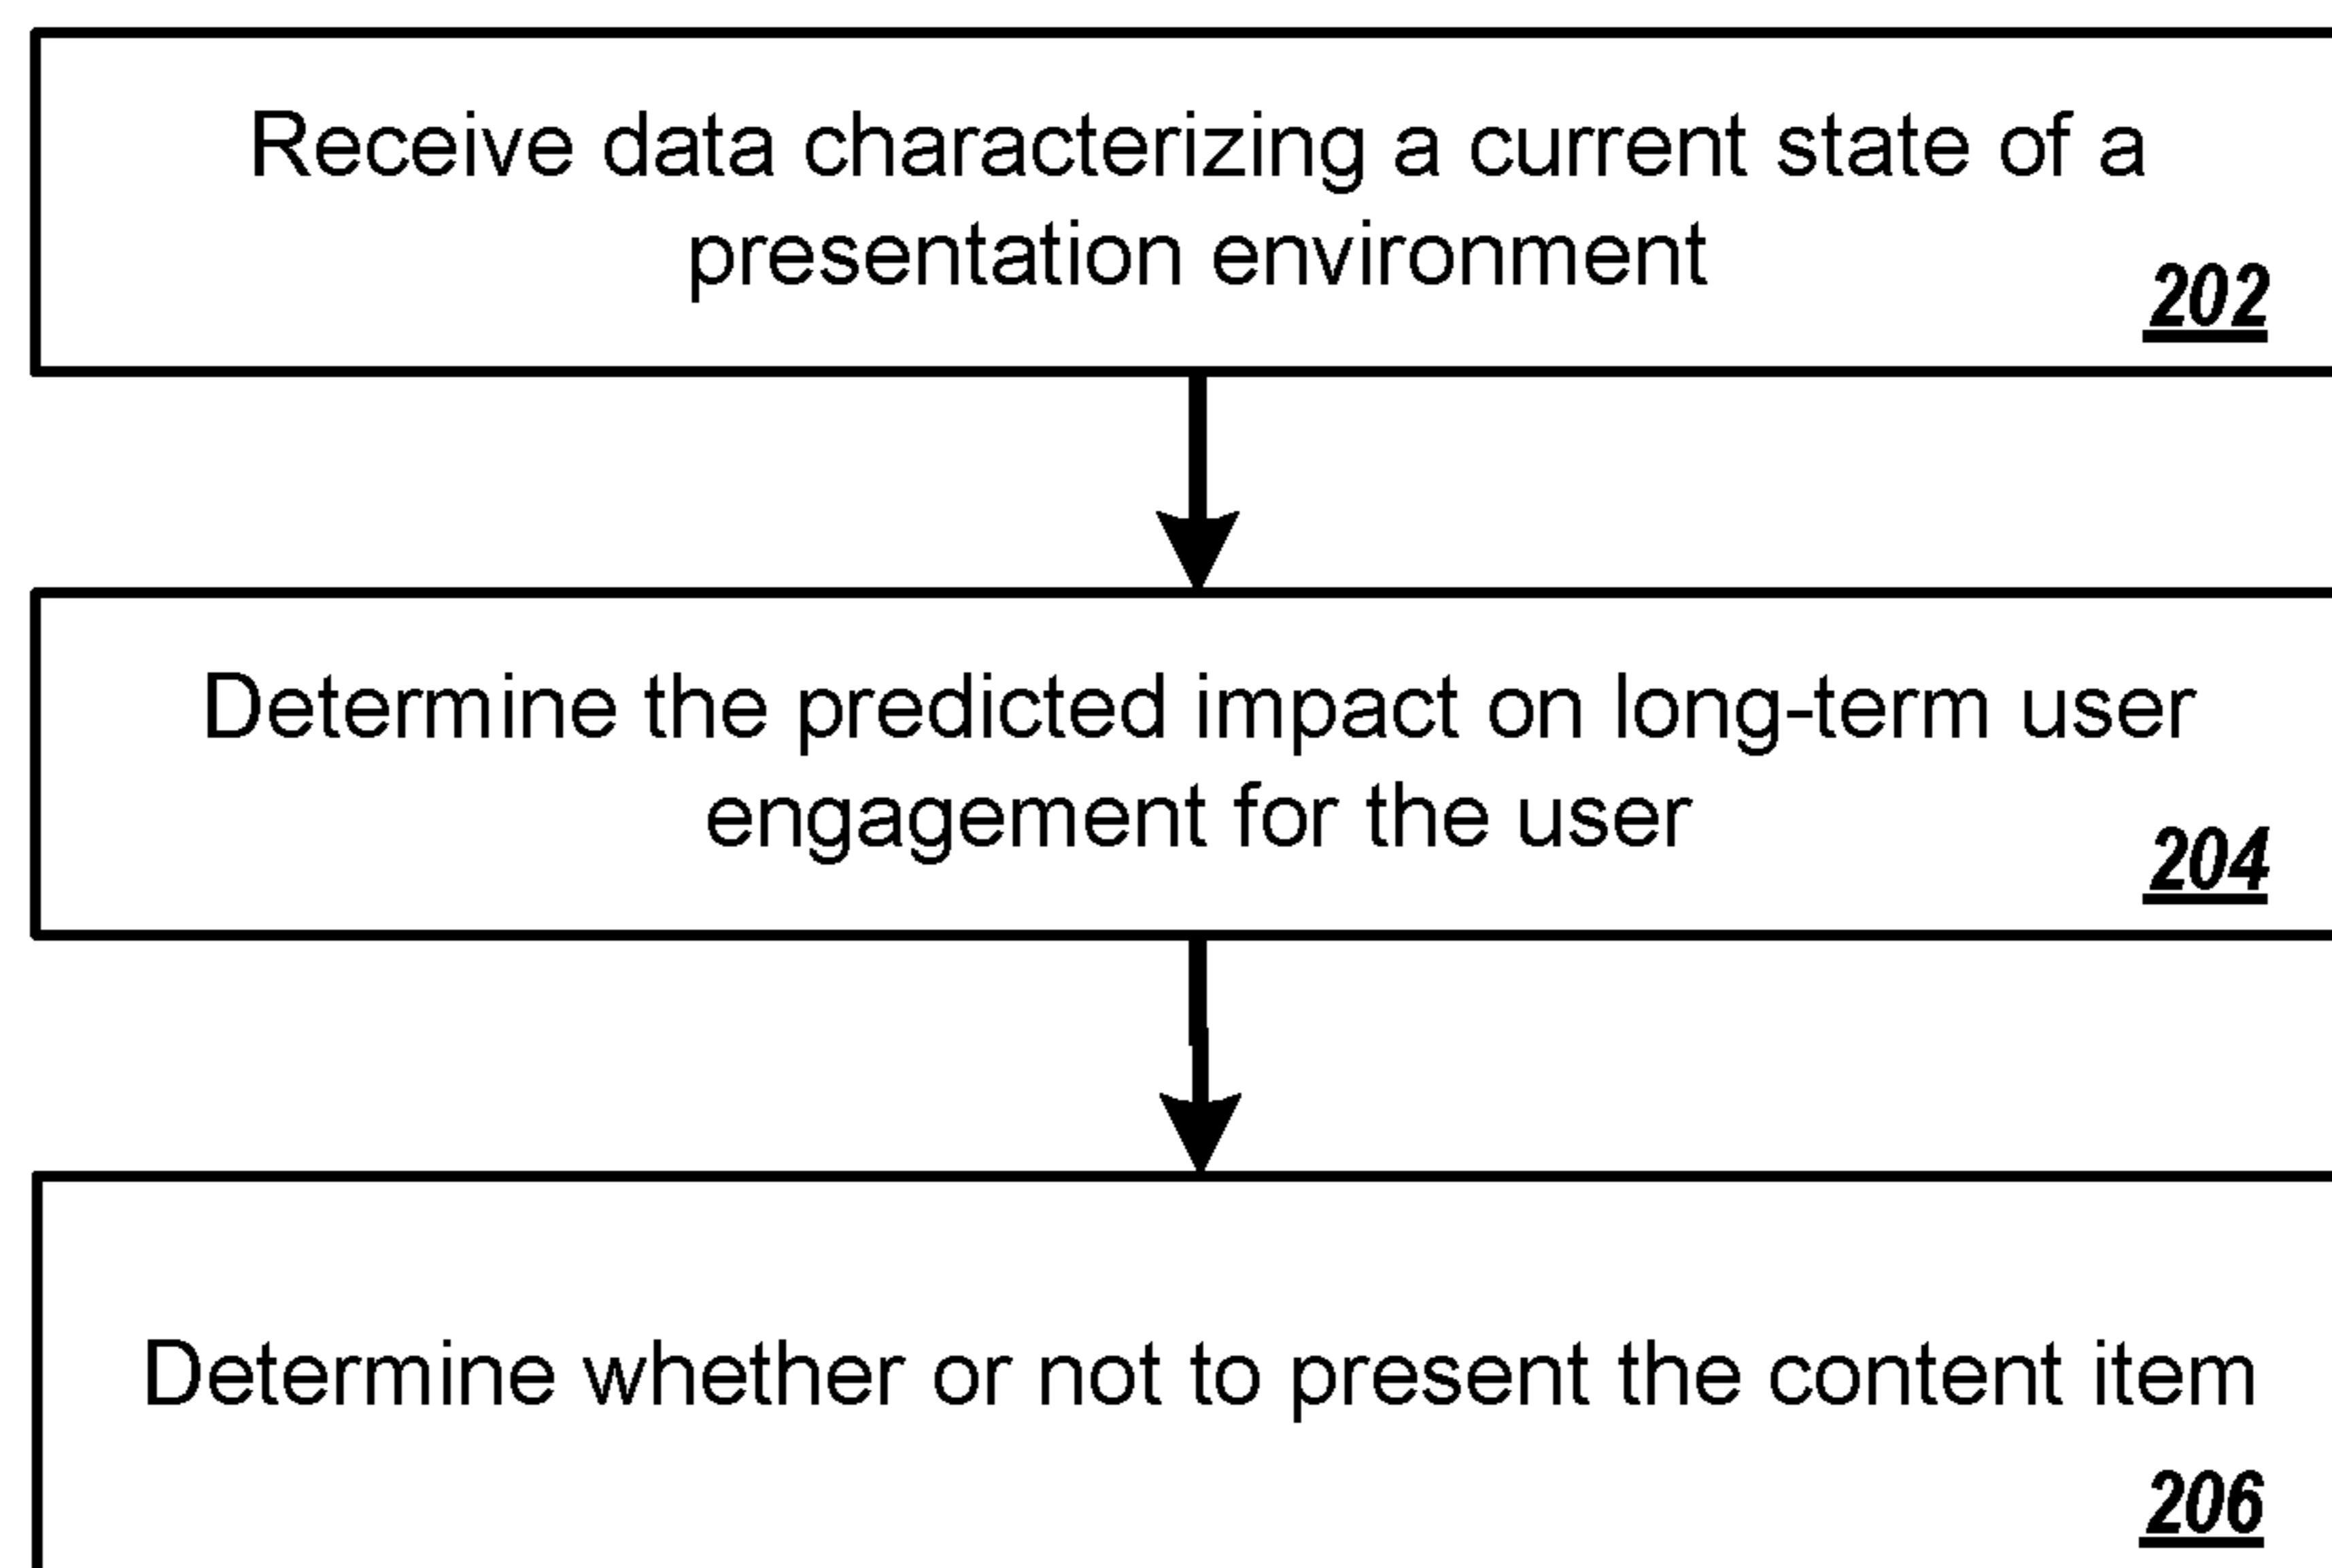 Receive data characterizing a current state of a
presentation environment
202
Determine the predicted impact on long-term user
engagement for the user
204
Determine whether or not to present the content item
206